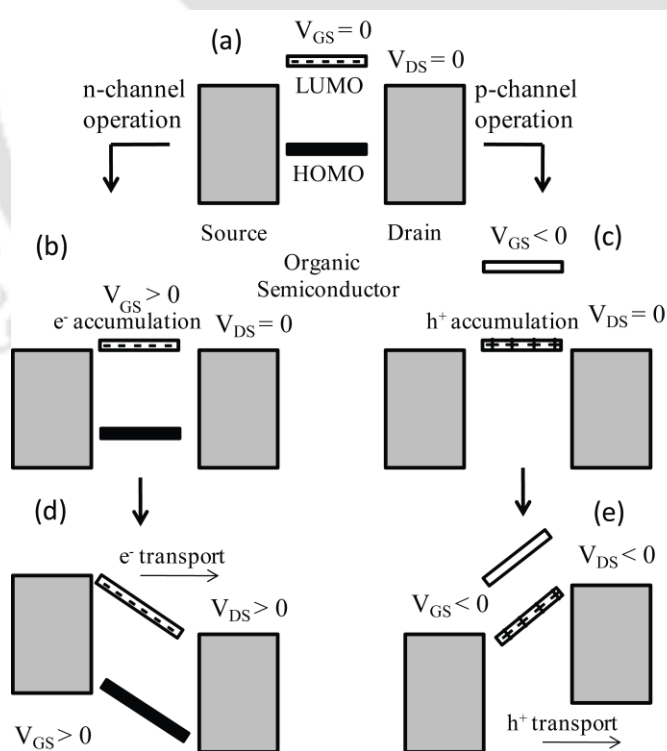 (a)
V_GS = 0
LUMO
V_DS = 0
n-channel
operation
p-channel
operation
HOMO
Source
Drain
(b)
(c)
V_GS < 0
Organic
Semiconductor
V_GS > 0
e⁻ accumulation
V_DS = 0
h⁺ accumulation
V_DS = 0
(d)
e⁻ transport
V_DS > 0
V_GS > 0
(e)
V_DS < 0
V_GS < 0
h⁺ transport